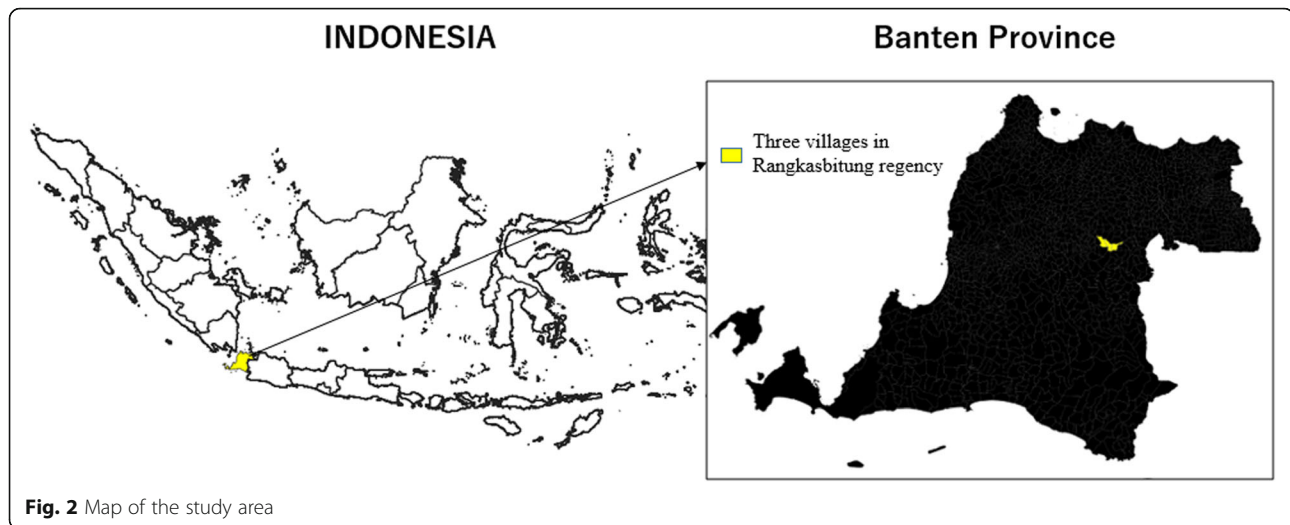 INDONESIA
Banten Province
Three villages in
Rangkasbitung regency
Fig. 2 Map of the study area